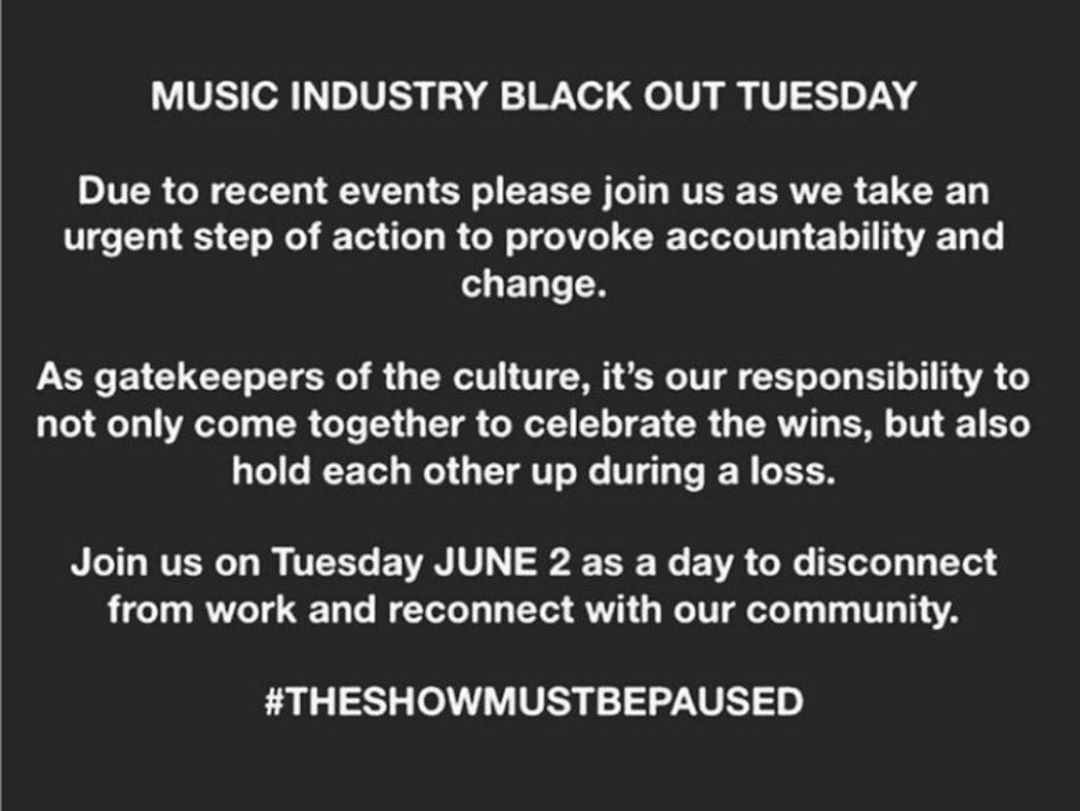 MUSIC INDUSTRY BLACK OUT TUESDAY
Due to recent events please join us as we take an
urgent step of action to provoke accountability and
change.
As gatekeepers of the culture, it’s our responsibility to
not only come together to celebrate the wins, but also
hold each other up during a loss.
Join us on Tuesday JUNE 2 as a day to disconnect
from work and reconnect with our community.
#THESHOWMUSTBEPAUSED